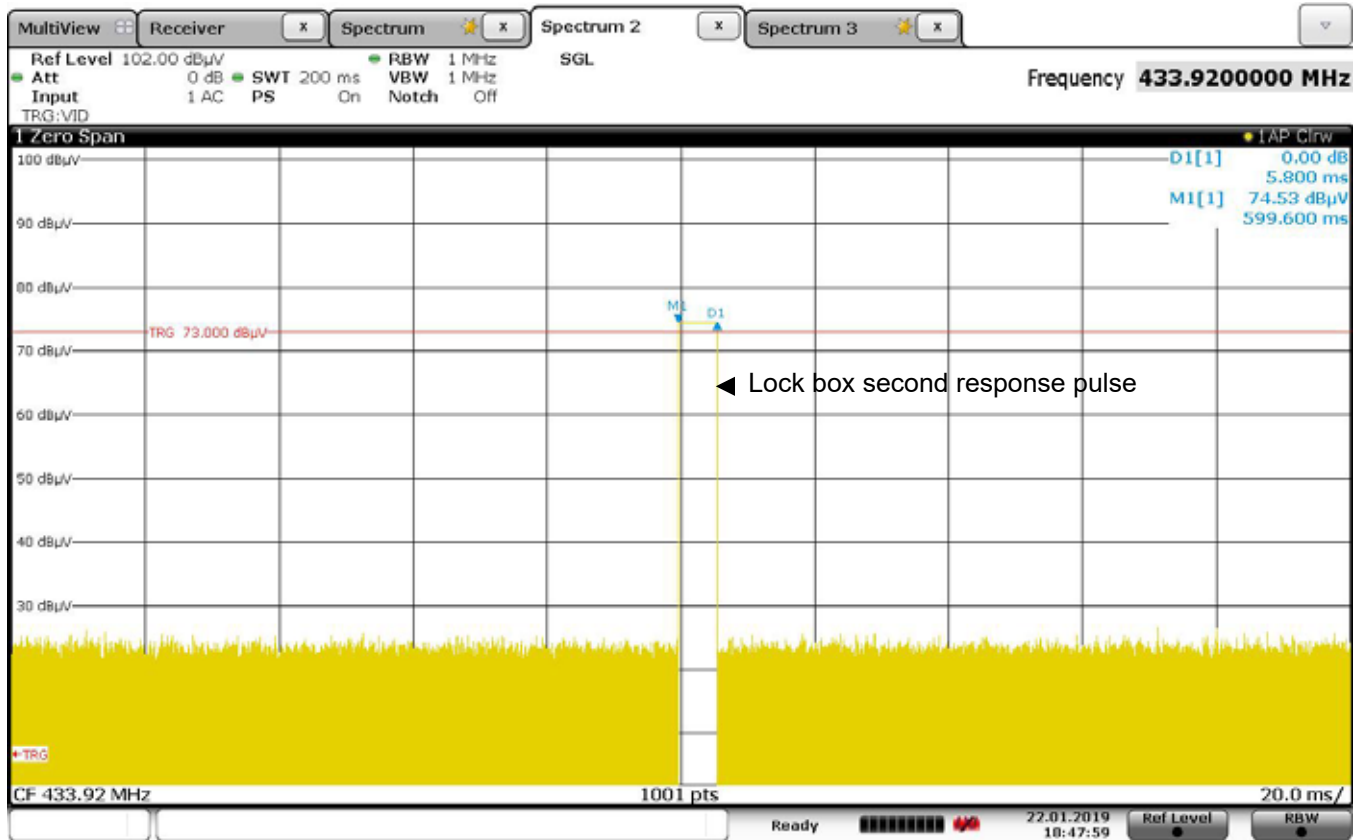 MultiView Receiver x Spectrum x Spectrum 2 x Spectrum 3 x
Ref Level 102.00 dBµV RBW 1 MHz SGL
Att 0 dB SWT 200 ms VBW 1 MHz
Input 1 AC PS On Notch Off
TRG:VID
Frequency 433.9200000 MHz
1 Zero Span 1AP Clrw
100 dBµV
D1[1] 0.00 dB
5.800 ms
M1[1] 74.53 dBµV
599.600 ms
90 dBµV
80 dBµV
M1 D1
TRG 73.000 dBµV
70 dBµV
Lock box second response pulse
60 dBµV
50 dBµV
40 dBµV
30 dBµV
TRG
CF 433.92 MHz 1001 pts 20.0 ms/
Ready 22.01.2019 Ref Level RBW
18:47:59